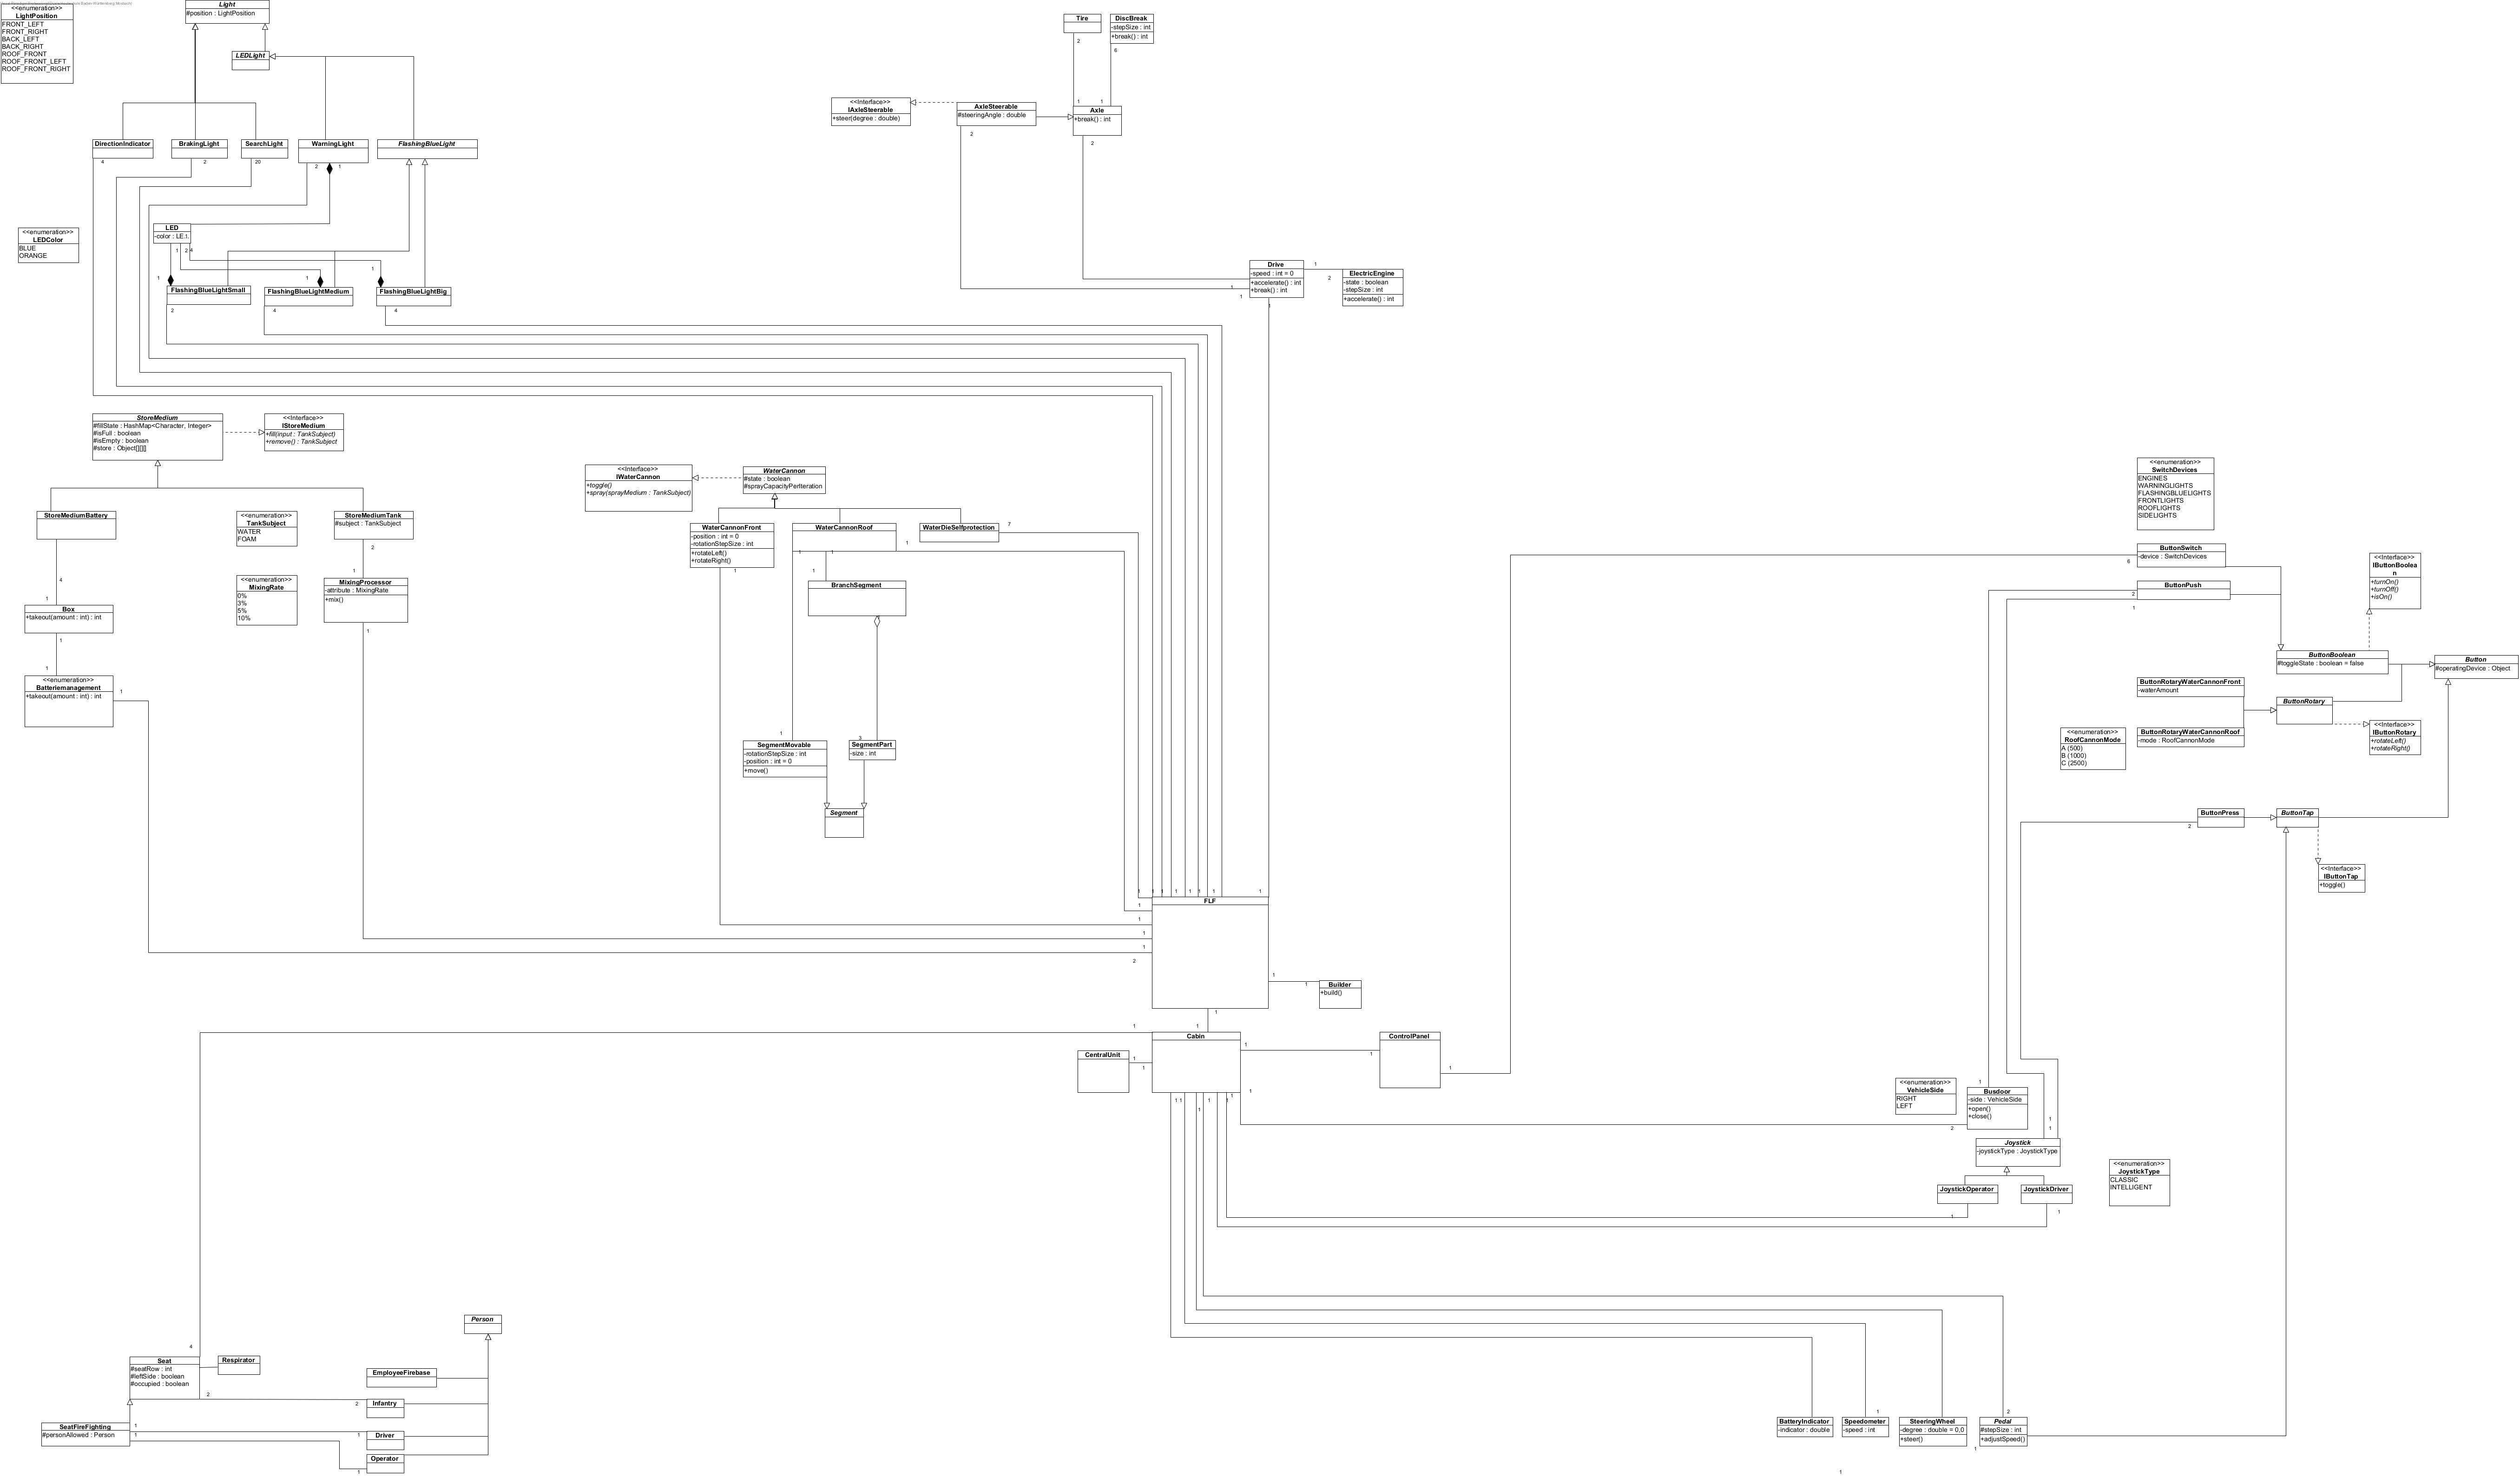 <<enumeration>>
LightPosition
FRONT_LEFT
FRONT_RIGHT
BACK_LEFT
BACK_RIGHT
ROOF_FRONT
ROOF_FRONT_LEFT
ROOF_FRONT_RIGHT
Light
#position : LightPosition
LEDLight
Tire
2
DiscBreak
-stepSize : int
+break() : int
6
<<Interface>>
IAxleSteerable
+steer(degree : double)
AxleSteerable
#steeringAngle : double
2
1
1
Axle
+break() : int
2
DirectionIndicator
4
BrakingLight
2
SearchLight
20
WarningLight
2
1
FlashingBlueLight
<<enumeration>>
LEDColor
BLUE
ORANGE
LED
-color : LE.t.
1
2
4
1
1
1
FlashingBlueLightSmall
2
FlashingBlueLightMedium
4
FlashingBlueLightBig
4
Drive
-speed : int = 0
+accelerate() : int
+break() : int
1
1
1
1
2
ElectricEngine
-state : boolean
-stepSize : int
+accelerate() : int
StoreMedium
#fillState : HashMap<Character, Integer>
#isFull : boolean
#isEmpty : boolean
#store : Object[][][]
<<Interface>>
IStoreMedium
+fill(input : TankSubject)
+remove() : TankSubject
<<Interface>>
IWaterCannon
+toggle()
+spray(sprayMedium : TankSubject)
WaterCannon
#state : boolean
#sprayCapacityPerIteration
<<enumeration>>
SwitchDevices
ENGINES
WARNINGLIGHTS
FLASHINGBLUELIGHTS
FRONTLIGHTS
ROOFLIGHTS
SIDELIGHTS
StoreMediumBattery
4
1
<<enumeration>>
TankSubject
WATER
FOAM
StoreMediumTank
#subject : TankSubject
2
1
WaterCannonFront
-position : int = 0
-rotationStepSize : int
+rotateLeft()
+rotateRight()
1
WaterCannonRoof
1
1
1
WaterDieSelfprotection
7
1
BranchSegment
<<enumeration>>
MixingRate
0%
3%
5%
10%
MixingProcessor
-attribute : MixingRate
+mix()
1
Box
+takeout(amount : int) : int
1
1
<<enumeration>>
Batteriemanagement
+takeout(amount : int) : int
1
1
SegmentMovable
-rotationStepSize : int
-position : int = 0
+move()
3
SegmentPart
-size : int
Segment
ButtonSwitch
-device : SwitchDevices
6
ButtonPush
2
1
<<Interface>>
IButtonBoolea
n
+turnOn()
+turnOff()
+isOn()
ButtonBoolean
#toggleState : boolean = false
Button
#operatingDevice : Object
ButtonRotaryWaterCannonFront
-waterAmount
ButtonRotary
<<enumeration>>
RoofCannonMode
A (500)
B (1000)
C (2500)
ButtonRotaryWaterCannonRoof
-mode : RoofCannonMode
<<Interface>>
IButtonRotary
+rotateLeft()
+rotateRight()
ButtonPress
2
ButtonTap
<<Interface>>
IButtonTap
+toggle()
1
1
1
1
1
1
1
1
FLF
1
1
1
1
2
1
1
Builder
+build()
1
1
1
CentralUnit
1
1
Cabin
1
1
1
ControlPanel
1
1
1
1
1
1
1
<<enumeration>>
VehicleSide
RIGHT
LEFT
1
Busdoor
-side : VehicleSide
+open()
+close()
2
1
1
Joystick
-joystickType : JoystickType
<<enumeration>>
JoystickType
CLASSIC
INTELLIGENT
JoystickOperator
1
JoystickDriver
1
4
Seat
#seatRow : int
#leftSide : boolean
#occupied : boolean
2
Respirator
Person
EmployeeFirebase
2
Infantry
SeatFireFighting
#personAllowed : Person
1
1
1
Driver
1
Operator
BatteryIndicator
-indicator : double
1
Speedometer
-speed : int
SteeringWheel
-degree : double = 0,0
+steer()
2
Pedal
#stepSize : int
+adjustSpeed()
1
1